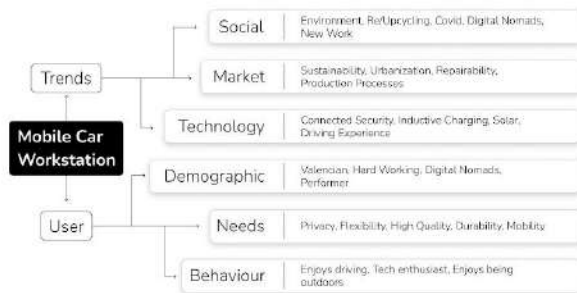 Social
Environment, Re/Upcycling, Covid, Digital Nomads,
New Work
Trends
Market
Sustainability, Urbanization, Repairability,
Production Processes
Technology
Connected Security, Inductive Charging, Solar,
Driving Experience
Mobile Car
Workstation
Demographic
Valencian, Hard Working, Digital Nomads,
Performer
User
Needs
Privacy, Flexibility, High Quality, Durability, Mobility
Behaviour
Enjoys driving, Tech enthusiast, Enjoys being
outdoors